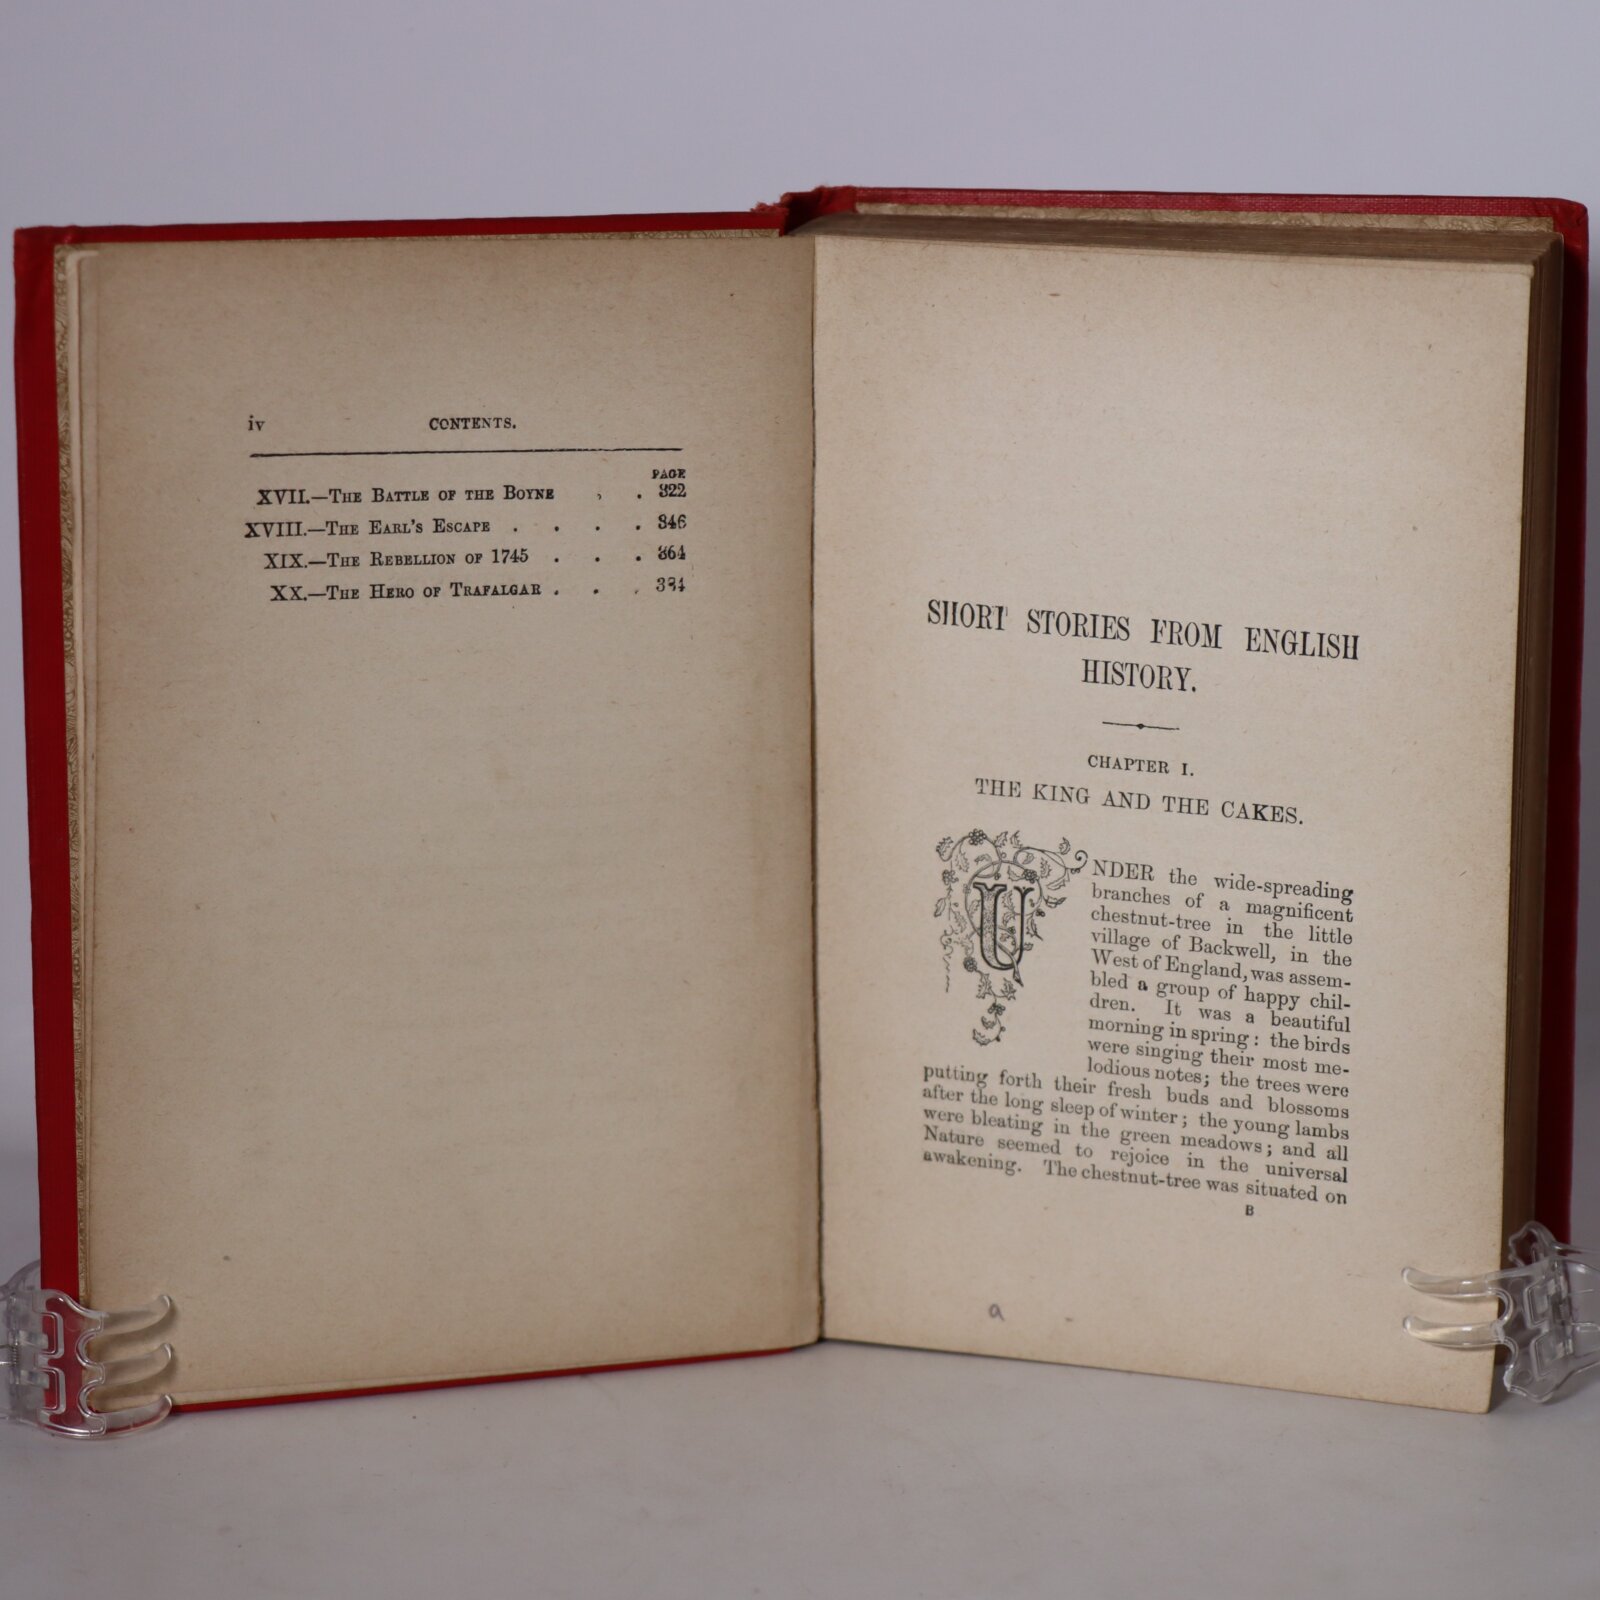 iv CONTENTS.
PAGE
XVII.—THE BATTLE OF THE BOYNE , . 322
XVIII.—THE EARL'S ESCAPE . . . . 346
XIX.—THE REBELLION OF 1745 . . . 364
XX.—THE HERO OF TRAFALGAR . . .
SHORT STORIES FROM ENGLISH
HISTORY.
CHAPTER I.
THE KING AND THE CAKES.
UNDER the wide-spreading
branches of a magnificent
chestnut-tree in the little
village of Backwell, in the
West of England, was assem-
bled a group of happy chil-
dren. It was a beautiful
morning in spring: the birds
were singing their most me-
lodious notes; the trees were
putting forth their fresh buds and blossoms
after the long sleep of winter; the young lambs
were bleating in the green meadows; and all
Nature seemed to rejoice in the universal
awakening. The chestnut-tree was situated on
B
a